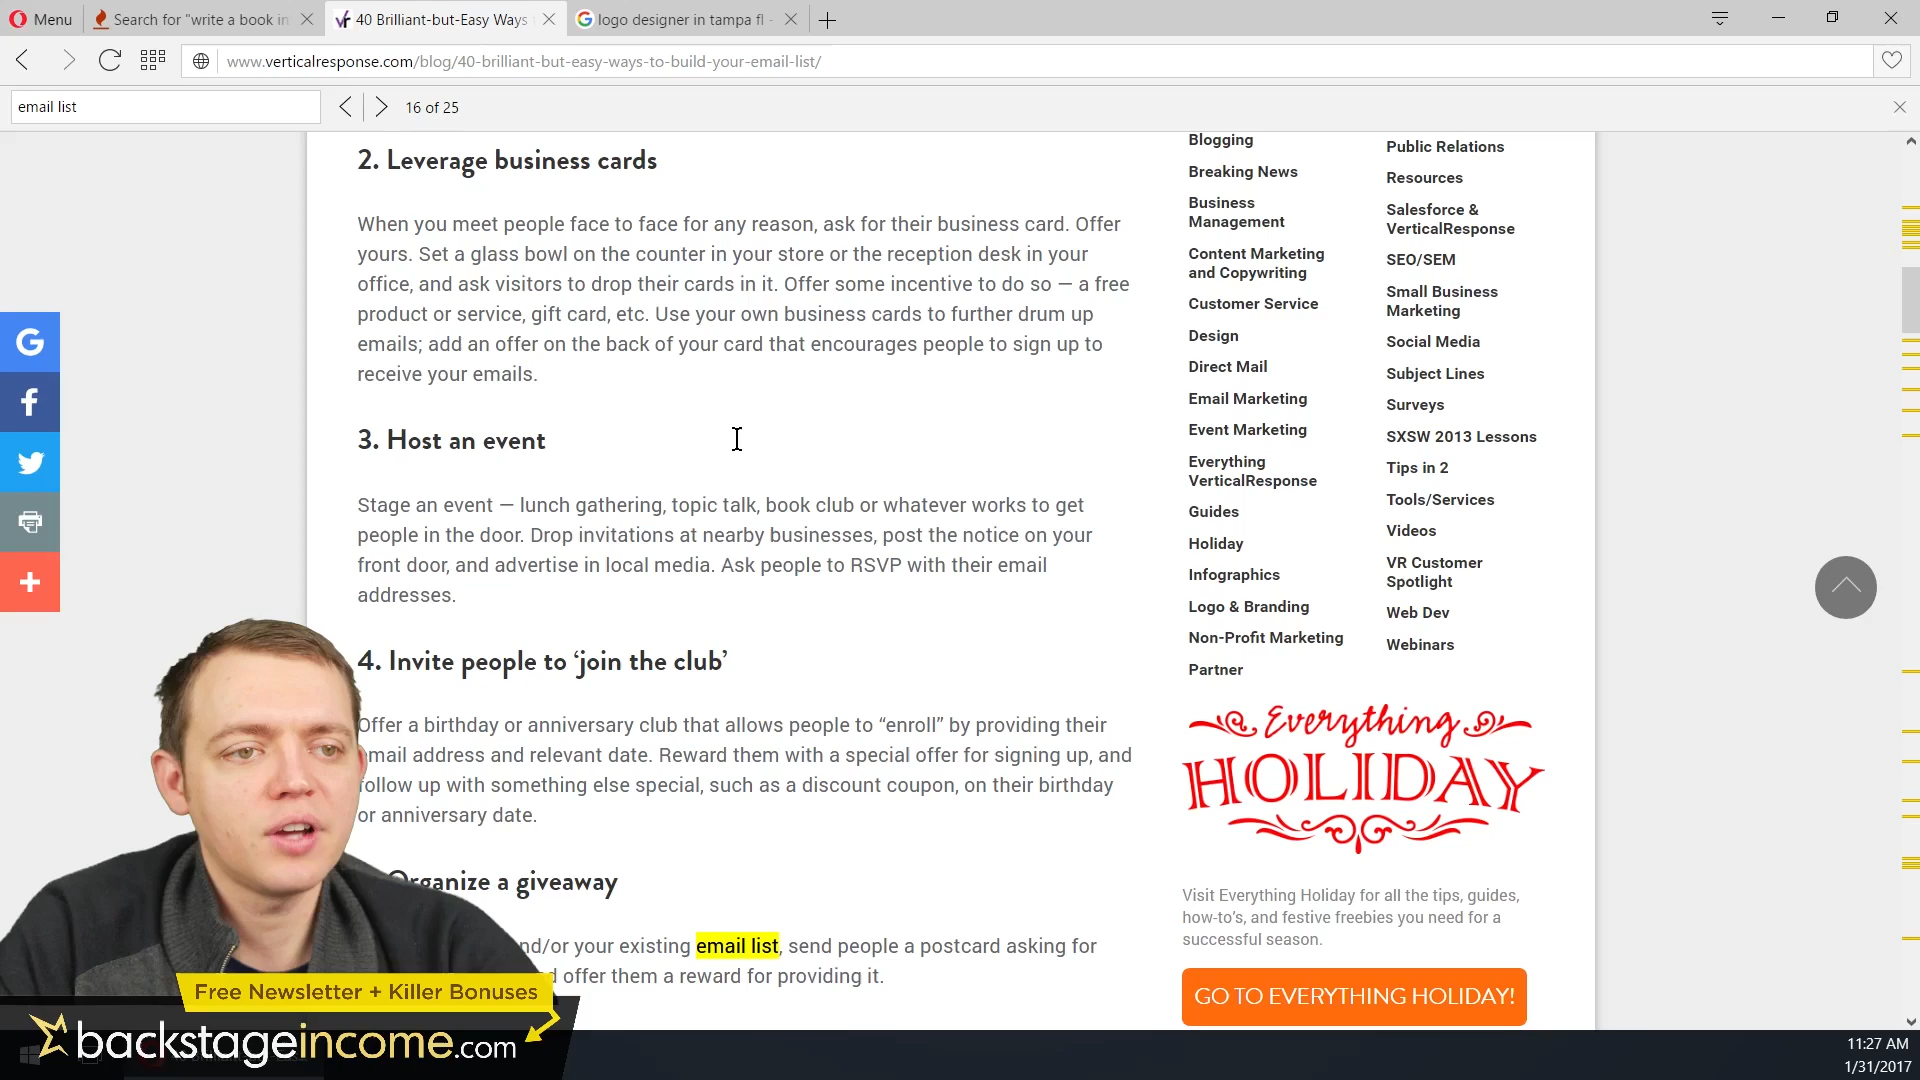 Menu
Search for "write a book in
40 Brilliant-but-Easy Ways
logo designer in tampa fl -
www.verticalresponse.com/blog/40-brilliant-but-easy-ways-to-build-your-email-list/
email list
16 of 25
2. Leverage business cards
When you meet people face to face for any reason, ask for their business card. Offer
yours. Set a glass bowl on the counter in your store or the reception desk in your
office, and ask visitors to drop their cards in it. Offer some incentive to do so — a free
product or service, gift card, etc. Use your own business cards to further drum up
emails; add an offer on the back of your card that encourages people to sign up to
receive your emails.
3. Host an event
Stage an event — lunch gathering, topic talk, book club or whatever works to get
people in the door. Drop invitations at nearby businesses, post the notice on your
front door, and advertise in local media. Ask people to RSVP with their email
addresses.
4. Invite people to ‘join the club’
Offer a birthday or anniversary club that allows people to “enroll” by providing their
email address and relevant date. Reward them with a special offer for signing up, and
follow up with something else special, such as a discount coupon, on their birthday
or anniversary date.
Organize a giveaway
nd/or your existing email list, send people a postcard asking for
d offer them a reward for providing it.
Blogging
Breaking News
Business
Management
Content Marketing
and Copywriting
Customer Service
Design
Direct Mail
Email Marketing
Event Marketing
Everything
VerticalResponse
Guides
Holiday
Infographics
Logo & Branding
Non-Profit Marketing
Partner
Public Relations
Resources
Salesforce &
VerticalResponse
SEO/SEM
Small Business
Marketing
Social Media
Subject Lines
Surveys
SXSW 2013 Lessons
Tips in 2
Tools/Services
Videos
VR Customer
Spotlight
Web Dev
Webinars
Everything
HOLIDAY
Visit Everything Holiday for all the tips, guides,
how-to's, and festive freebies you need for a
successful season.
GO TO EVERYTHING HOLIDAY!
Free Newsletter + Killer Bonuses
backstageincome.com
11:27 AM
1/31/2017